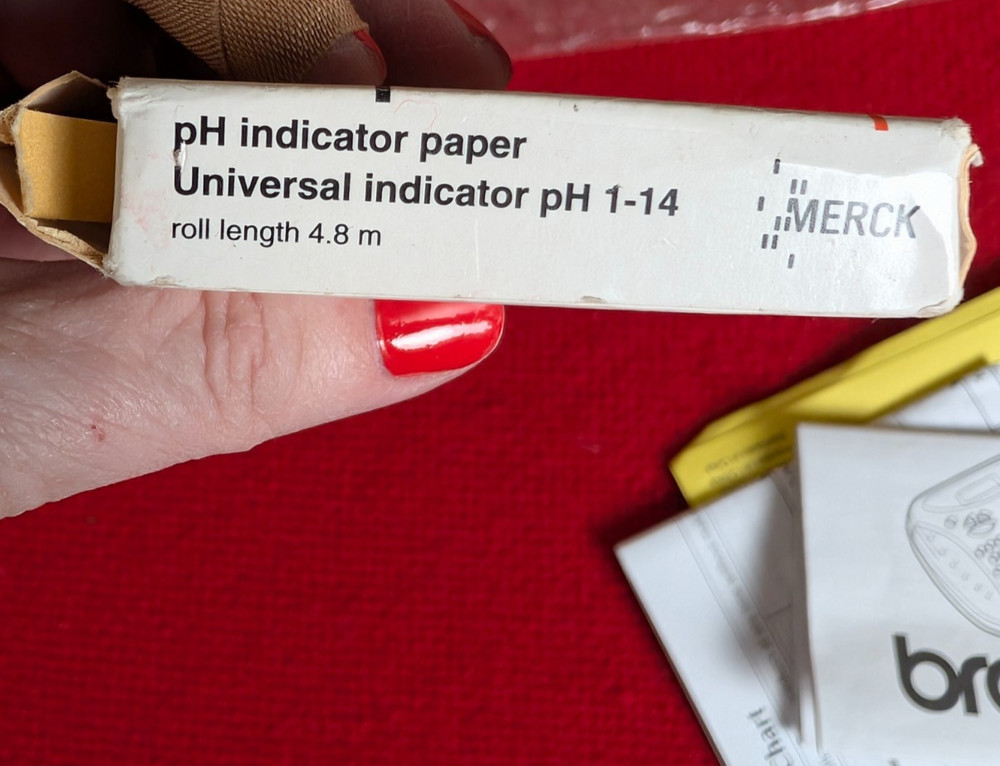 pH indicator paper
Universal indicator pH 1-14
roll length 4.8 m
MERCK
bro
Chart